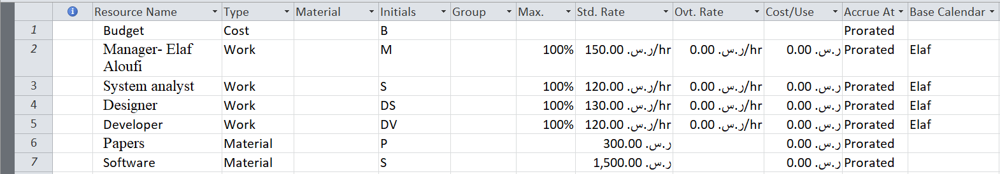 Resource Name Type Material Initials Group Max. Std. Rate Ovt. Rate Cost/Use Accrue At Base Calendar
1 Budget Cost B Prorated
2 Manager- Elaf Work M 100% ر.س. 150.00/hr ر.س. 0.00/hr ر.س. 0.00 Prorated Elaf
Aloufi
3 System analyst Work S 100% ر.س. 120.00/hr ر.س. 0.00/hr ر.س. 0.00 Prorated Elaf
4 Designer Work DS 100% ر.س. 130.00/hr ر.س. 0.00/hr ر.س. 0.00 Prorated Elaf
5 Developer Work DV 100% ر.س. 120.00/hr ر.س. 0.00/hr ر.س. 0.00 Prorated Elaf
6 Papers Material P ر.س. 300.00 ر.س. 0.00 Prorated
7 Software Material S ر.س. 1,500.00 ر.س. 0.00 Prorated